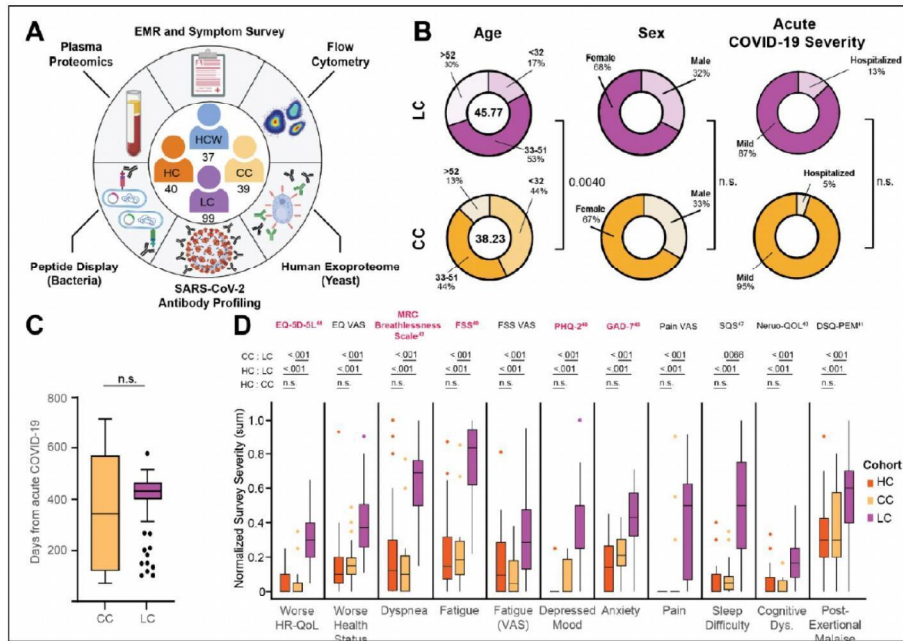 A
EMR and Symptom Survey
Plasma
Proteomics
Flow
Cytometry
HCW
37
HC
40
CC
39
LC
99
Peptide Display
(Bacteria)
Human Exoproteome
(Yeast)
SARS-CoV-2
Antibody Profiling
B
Age
Sex
Acute
COVID-19 Severity
LC
>52
30%
<32
17%
45.77
33-51
53%
Female
68%
Male
32%
Hospitalized
13%
Mild
87%
0.0040
n.s.
n.s.
CC
>52
13%
<32
44%
38.23
33-51
44%
Female
67%
Male
33%
Hospitalized
5%
Mild
95%
C
n.s.
Days from acute COVID-19
800
600
400
200
CC
LC
D
EQ-5D-5L
EQ VAS
MRC
Breathlessness
Scale
FSS
FSS VAS
PHQ-2
GAD-7
Pain VAS
SQS
Neruo-QOL
DSQ-PEM
CC : LC <.001 <.001 <.001 <.001 <.001 <.001 <.001 <.001 .0066 <.001 <.001
HC : LC <.001 <.001 <.001 <.001 <.001 <.001 <.001 <.001 <.001 <.001 <.001
HC : CC n.s. n.s. n.s. n.s. n.s. n.s. n.s. n.s. n.s. n.s. n.s.
Normalized Survey Severity (sum)
1.0
0.8
0.6
0.4
0.2
0.0
Cohort
HC
CC
LC
Worse
HR-QoL
Worse
Health
Status
Dyspnea
Fatigue
Fatigue
(VAS)
Depressed
Mood
Anxiety
Pain
Sleep
Difficulty
Cognitive
Dys.
Post-
Exertional
Malaise